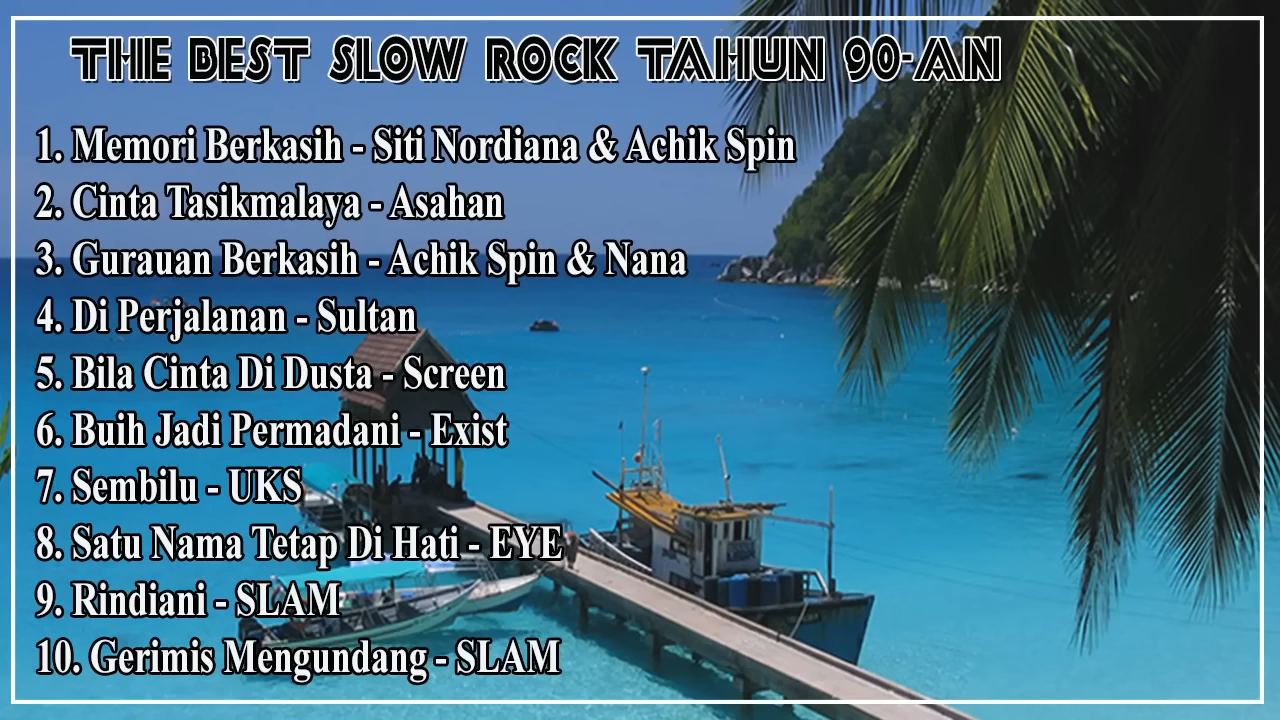 THE BEST SLOW ROCK TAHUN 90-AN
1. Memori Berkasih - Siti Nordiana & Achik Spin
2. Cinta Tasikmalaya - Asahan
3. Gurauan Berkasih - Achik Spin & Nana
4. Di Perjalanan - Sultan
5. Bila Cinta Di Dusta - Screen
6. Buih Jadi Permadani - Exist
7. Sembilu - UKS
8. Satu Nama Tetap Di Hati - EYE
9. Rindiani - SLAM
10. Gerimis Mengundang - SLAM